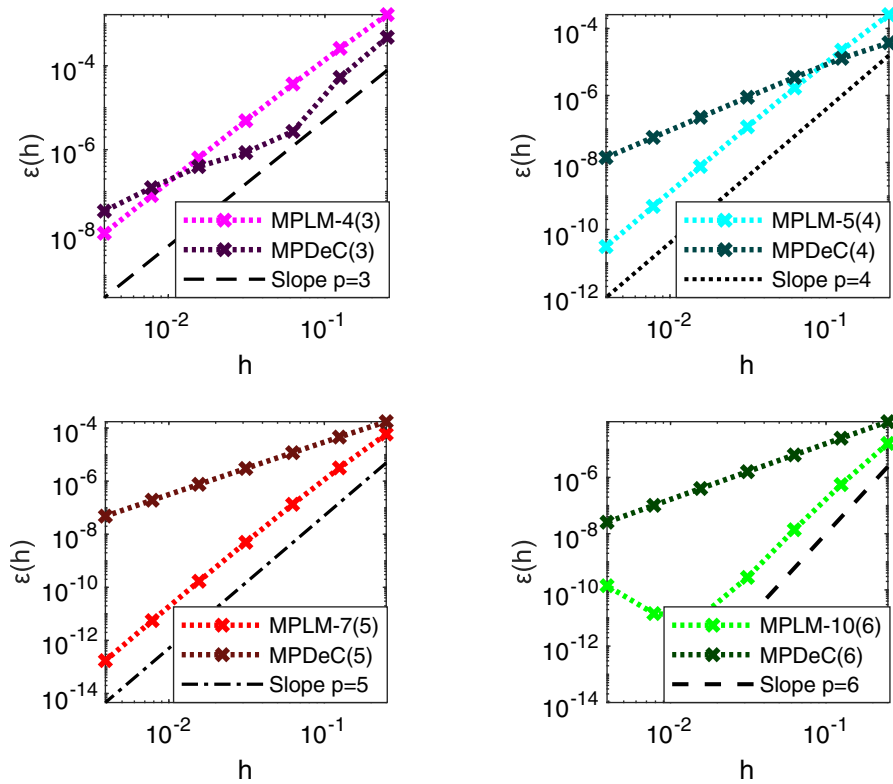 10^-4
10^-6
10^-8
ε(h)
MPLM-4(3)
MPDeC(3)
Slope p=3
10^-2
10^-1
h
10^-4
10^-6
10^-8
10^-10
10^-12
ε(h)
MPLM-5(4)
MPDeC(4)
Slope p=4
10^-2
10^-1
h
10^-4
10^-6
10^-8
10^-10
10^-12
10^-14
ε(h)
MPLM-7(5)
MPDeC(5)
Slope p=5
10^-2
10^-1
h
10^-6
10^-8
10^-10
10^-12
10^-14
ε(h)
MPLM-10(6)
MPDeC(6)
Slope p=6
10^-2
10^-1
h